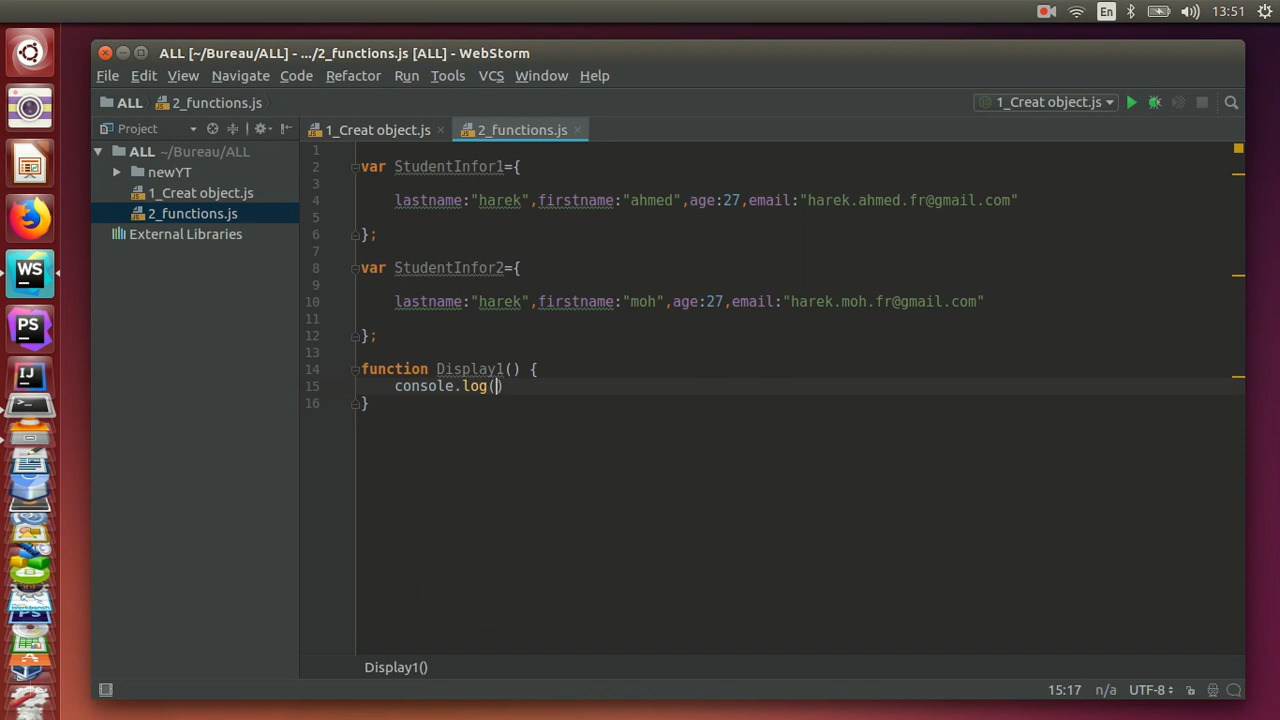 En 13:51
ALL [~/Bureau/ALL] - .../2_functions.js [ALL] - WebStorm
File Edit View Navigate Code Refactor Run Tools VCS Window Help
ALL 2_functions.js 1_Creat object.js
Project 1_Creat object.js 2_functions.js
ALL ~/Bureau/ALL
newYT
1_Creat object.js
2_functions.js
External Libraries
1
2 var StudentInfor1={
3
4 lastname:"harek",firstname:"ahmed",age:27,email:"harek.ahmed.fr@gmail.com"
5
6 };
7
8 var StudentInfor2={
9
10 lastname:"harek",firstname:"moh",age:27,email:"harek.moh.fr@gmail.com"
11
12 };
13
14 function Display1() {
15 console.log()
16 }
WS
PS
IJ
Display1()
15:17 n/a UTF-8